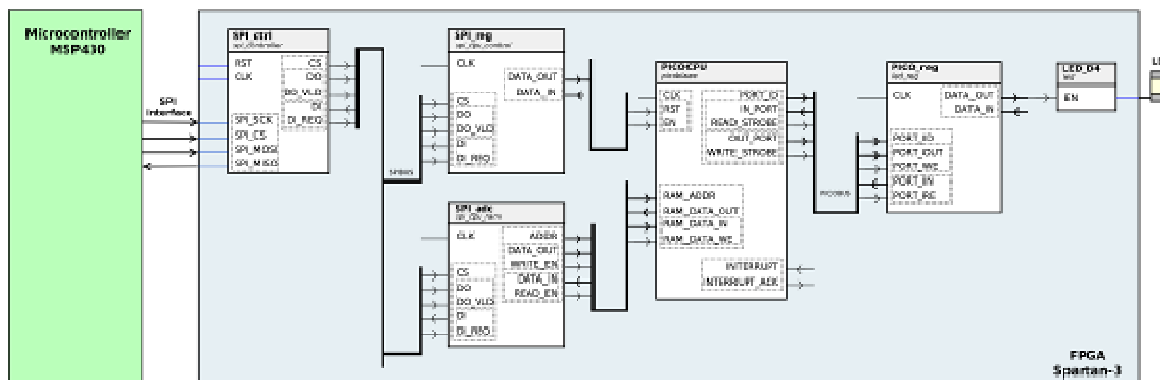 Microcontroller
MSP430
SPI
Interface
SPI_ctrl
RST
CLK
CS
DO
DO_VLD
DI
DI_REQ
SPI_SCK
SPI_CS
SPI_MOSI
SPI_MISO
SPIBUS
SPI_reg
CLK
DATA_OUT
DATA_IN
CS
DO
DO_VLD
DI
DI_REQ
SPI_adc
CLK
ADDR
DATA_OUT
WRITE_EN
DATA_IN
READ_EN
CS
DO
DO_VLD
DI
DI_REQ
PICOCPU
CLK
RST
EN
PORT_ID
IN_PORT
READ_STROBE
OUT_PORT
WRITE_STROBE
RAM_ADDR
RAM_DATA_OUT
RAM_DATA_IN
RAM_DATA_WE
INTERRUPT
INTERRUPT_ACK
PICOBUS
PICO_reg
CLK
DATA_OUT
DATA_IN
PORT_ID
PORT_OUT
PORT_WE
PORT_IN
PORT_RE
LED_D4
EN
FPGA
Spartan-3